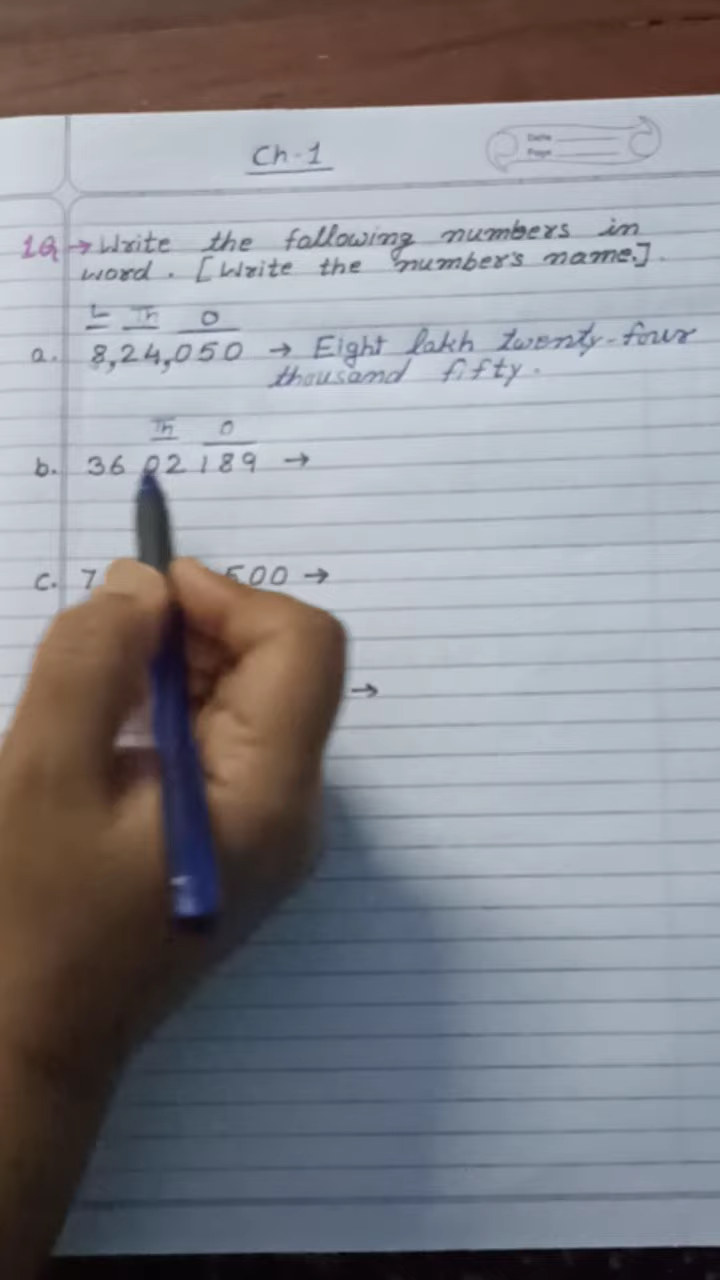 Ch-1
Date
Page
1Q → Write the following numbers in
word. [Write the number's name.].
L Th O
a. 8,24,050 → Eight lakh twenty-four
thousand fifty.
Th O
b. 36 02 189 →
c. 7 500 →
→